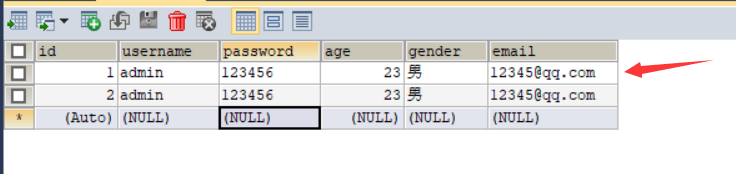 id username password age gender email
1 admin 123456 23 男 12345@qq.com
2 admin 123456 23 男 12345@qq.com
* (Auto) (NULL) (NULL) (NULL) (NULL) (NULL)